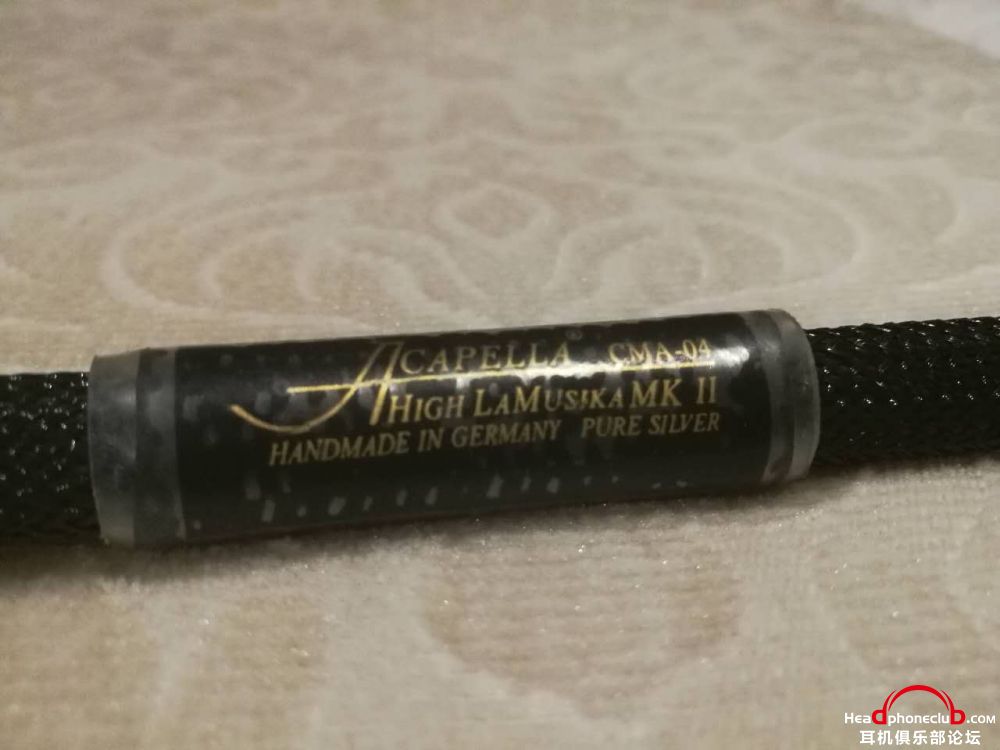 ACAPELLA® CMA-04
HIGH LAMUSIKA MK II
HANDMADE IN GERMANY PURE SILVER
Headphoneclub.com
耳机俱乐部论坛